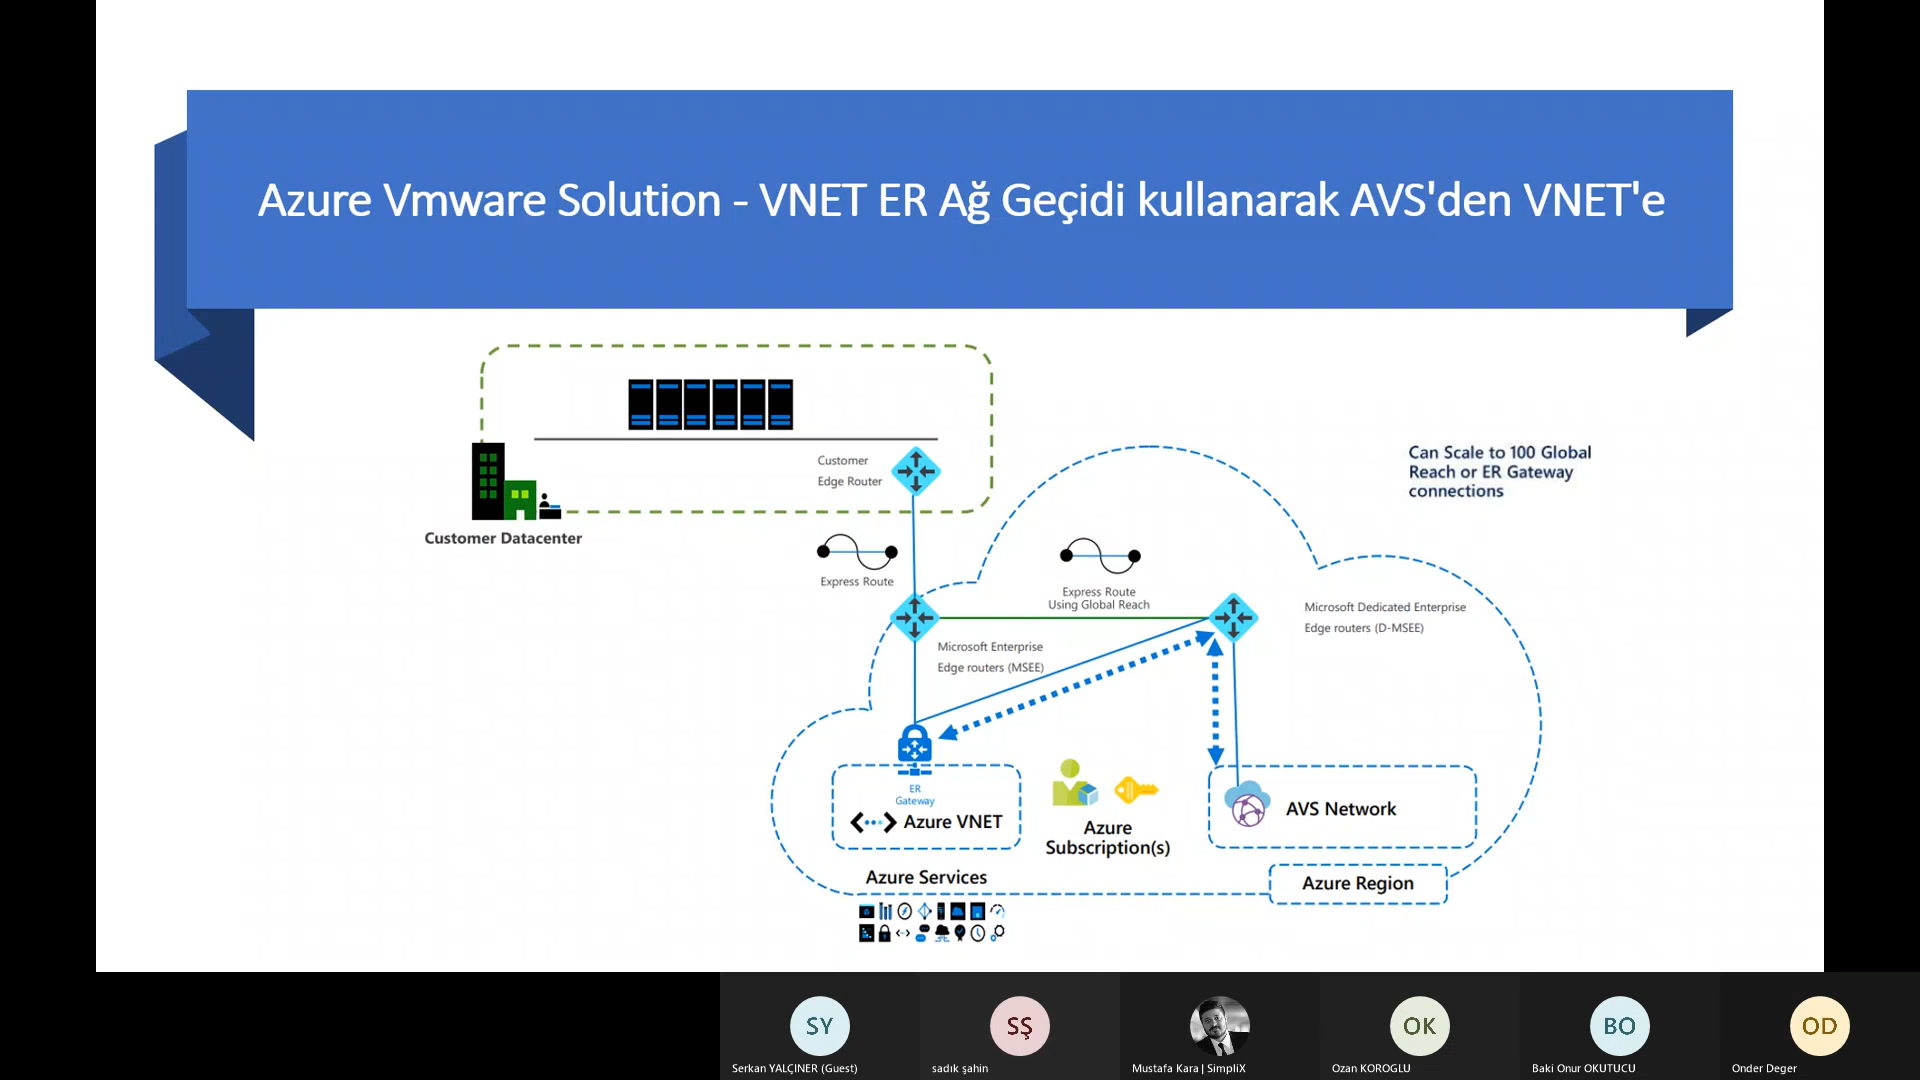 Azure Vmware Solution - VNET ER Ağ Geçidi kullanarak AVS'den VNET'e
Customer
Edge Router
Customer Datacenter
Can Scale to 100 Global
Reach or ER Gateway
connections
Express Route
Express Route
Using Global Reach
Microsoft Dedicated Enterprise
Edge routers (D-MSEE)
Microsoft Enterprise
Edge routers (MSEE)
ER
Gateway
Azure VNET
Azure
Subscription(s)
AVS Network
Azure Services
Azure Region
SY
SŞ
OK
BO
OD
Serkan YALÇINER (Guest)
sadık şahin
Mustafa Kara | SimpliX
Ozan KOROGLU
Baki Onur OKUTUCU
Onder Deger